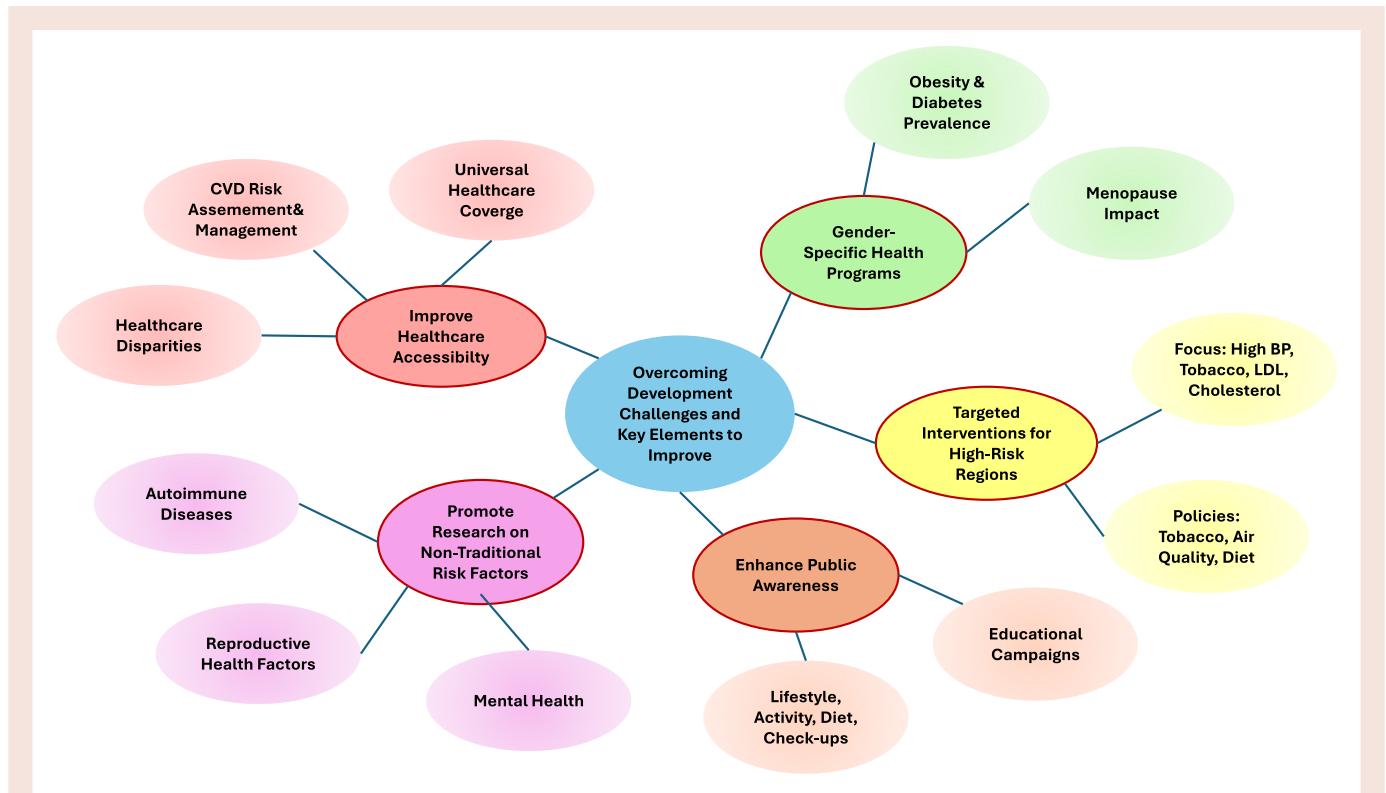 Obesity &
Diabetes
Prevalence
Menopause
Impact
Gender-
Specific Health
Programs
Universal
Healthcare
Coverge
CVD Risk
Assemement&
Management
Healthcare
Disparities
Improve
Healthcare
Accessibilty
Overcoming
Development
Challenges and
Key Elements to
Improve
Focus: High BP,
Tobacco, LDL,
Cholesterol
Targeted
Interventions for
High-Risk
Regions
Policies:
Tobacco, Air
Quality, Diet
Autoimmune
Diseases
Promote
Research on
Non-Traditional
Risk Factors
Reproductive
Health Factors
Mental Health
Enhance Public
Awareness
Educational
Campaigns
Lifestyle,
Activity, Diet,
Check-ups